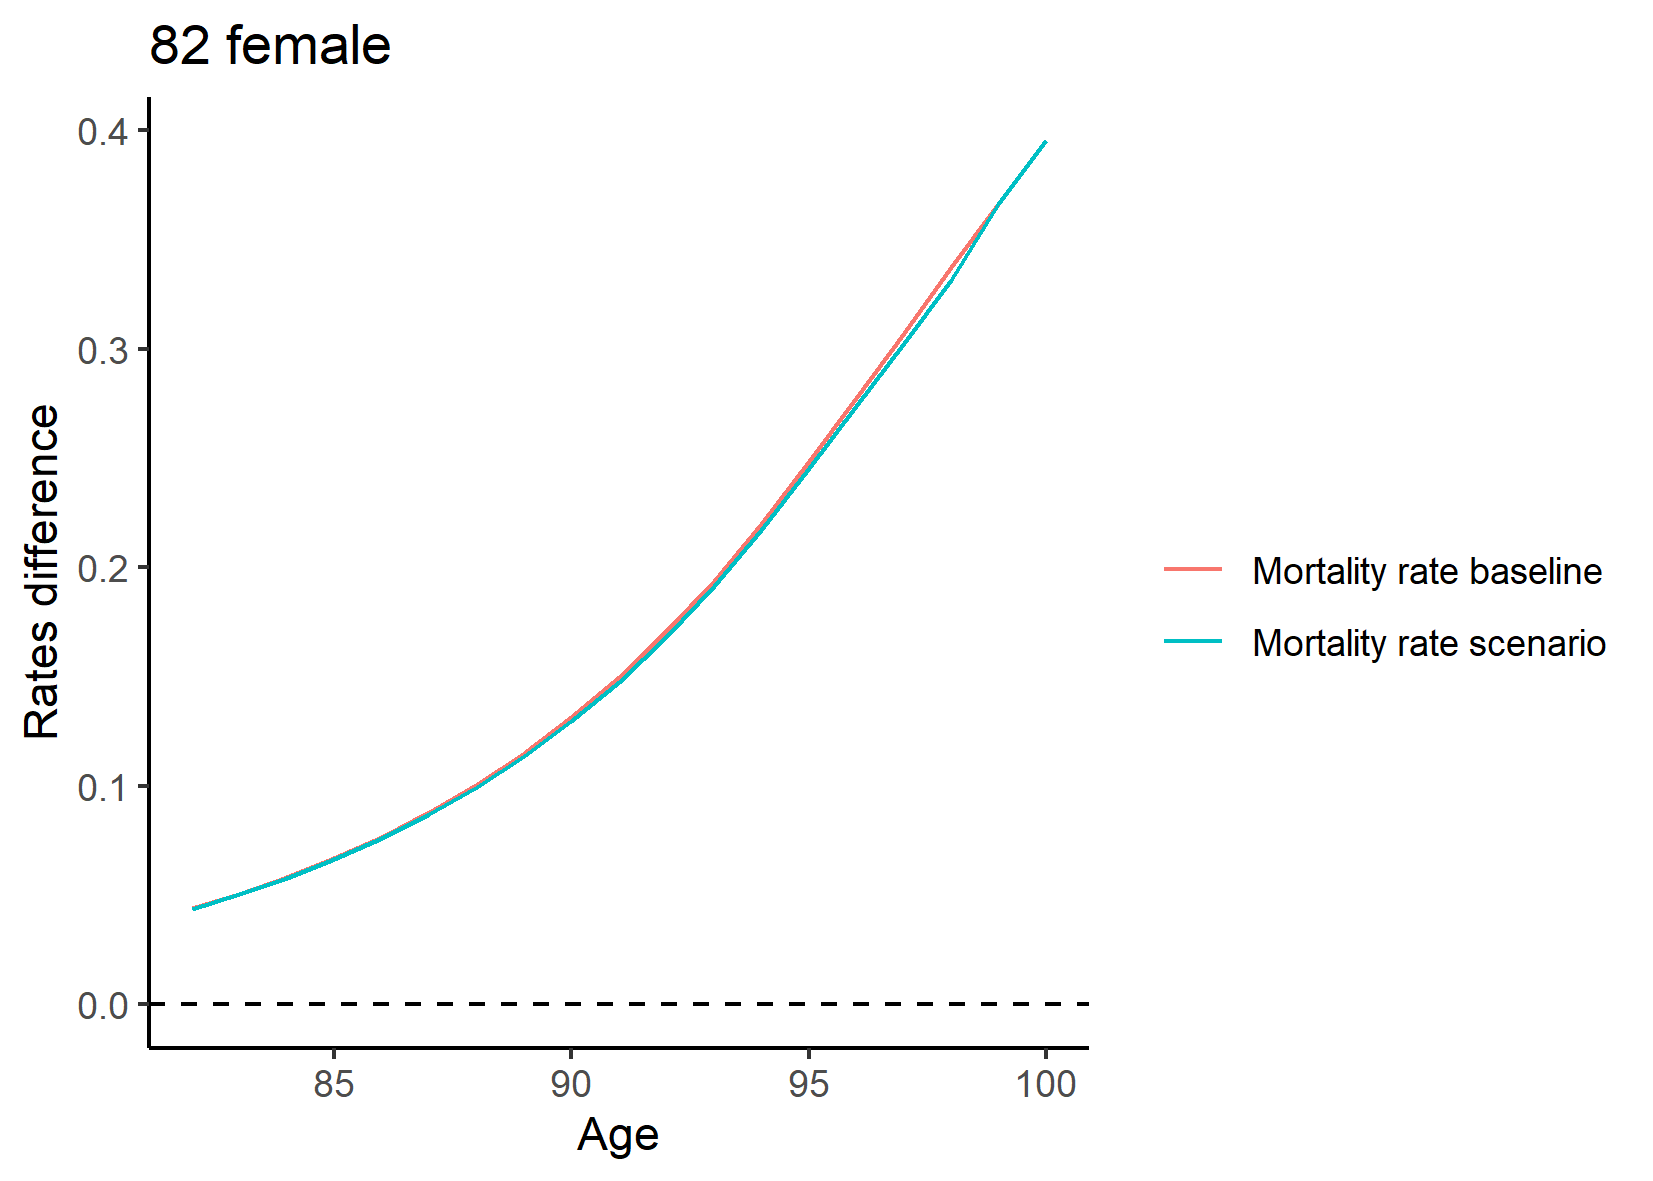 82 female
0.4
0.3
0.2
0.1
0.0
Rates difference
85 90 95 100
Age
Mortality rate baseline
Mortality rate scenario